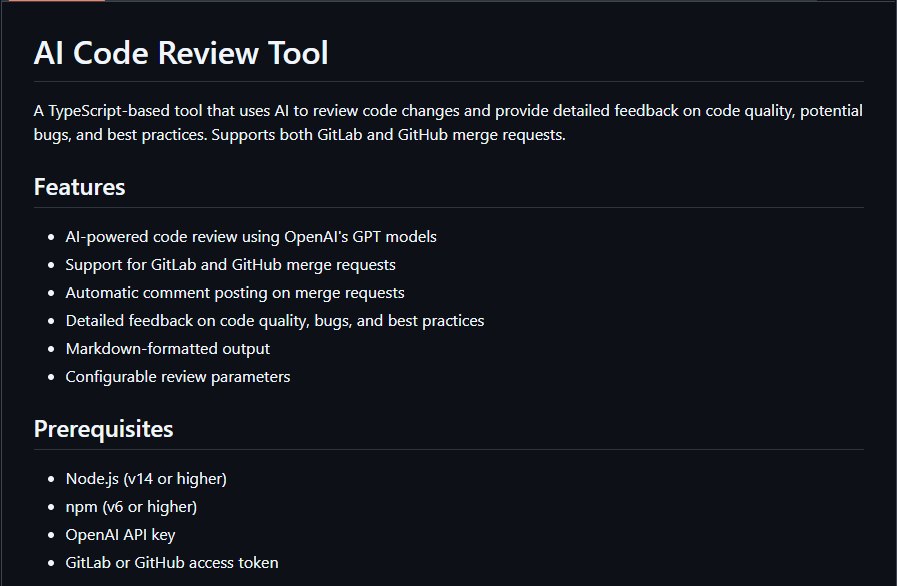 AI Code Review Tool
A TypeScript-based tool that uses AI to review code changes and provide detailed feedback on code quality, potential
bugs, and best practices. Supports both GitLab and GitHub merge requests.
Features
• AI-powered code review using OpenAI's GPT models
• Support for GitLab and GitHub merge requests
• Automatic comment posting on merge requests
• Detailed feedback on code quality, bugs, and best practices
• Markdown-formatted output
• Configurable review parameters
Prerequisites
• Node.js (v14 or higher)
• npm (v6 or higher)
• OpenAI API key
• GitLab or GitHub access token